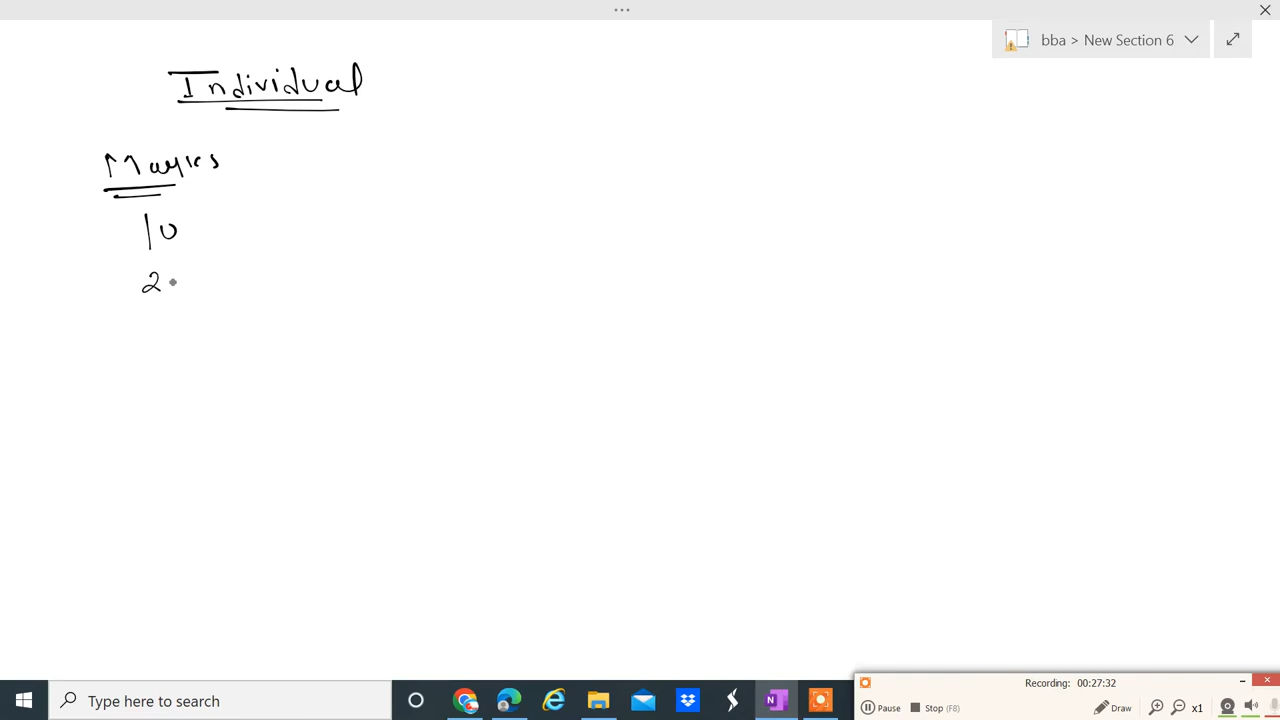 bba > New Section 6
Individual
Marks
10
2
Type here to search
Recording: 00:27:32
Pause
Stop (F8)
Draw
x1